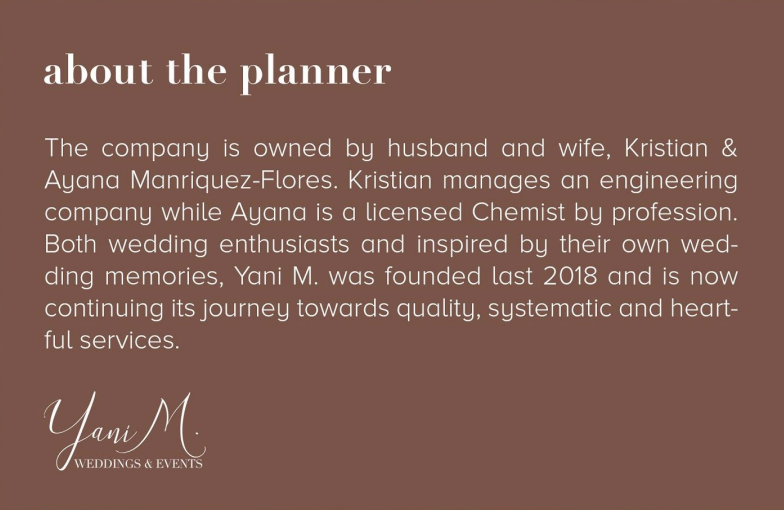 about the planner
The company is owned by husband and wife, Kristian &
Ayana Manriquez-Flores. Kristian manages an engineering
company while Ayana is a licensed Chemist by profession.
Both wedding enthusiasts and inspired by their own wed-
ding memories, Yani M. was founded last 2018 and is now
continuing its journey towards quality, systematic and heart-
ful services.
Yani M.
WEDDINGS & EVENTS